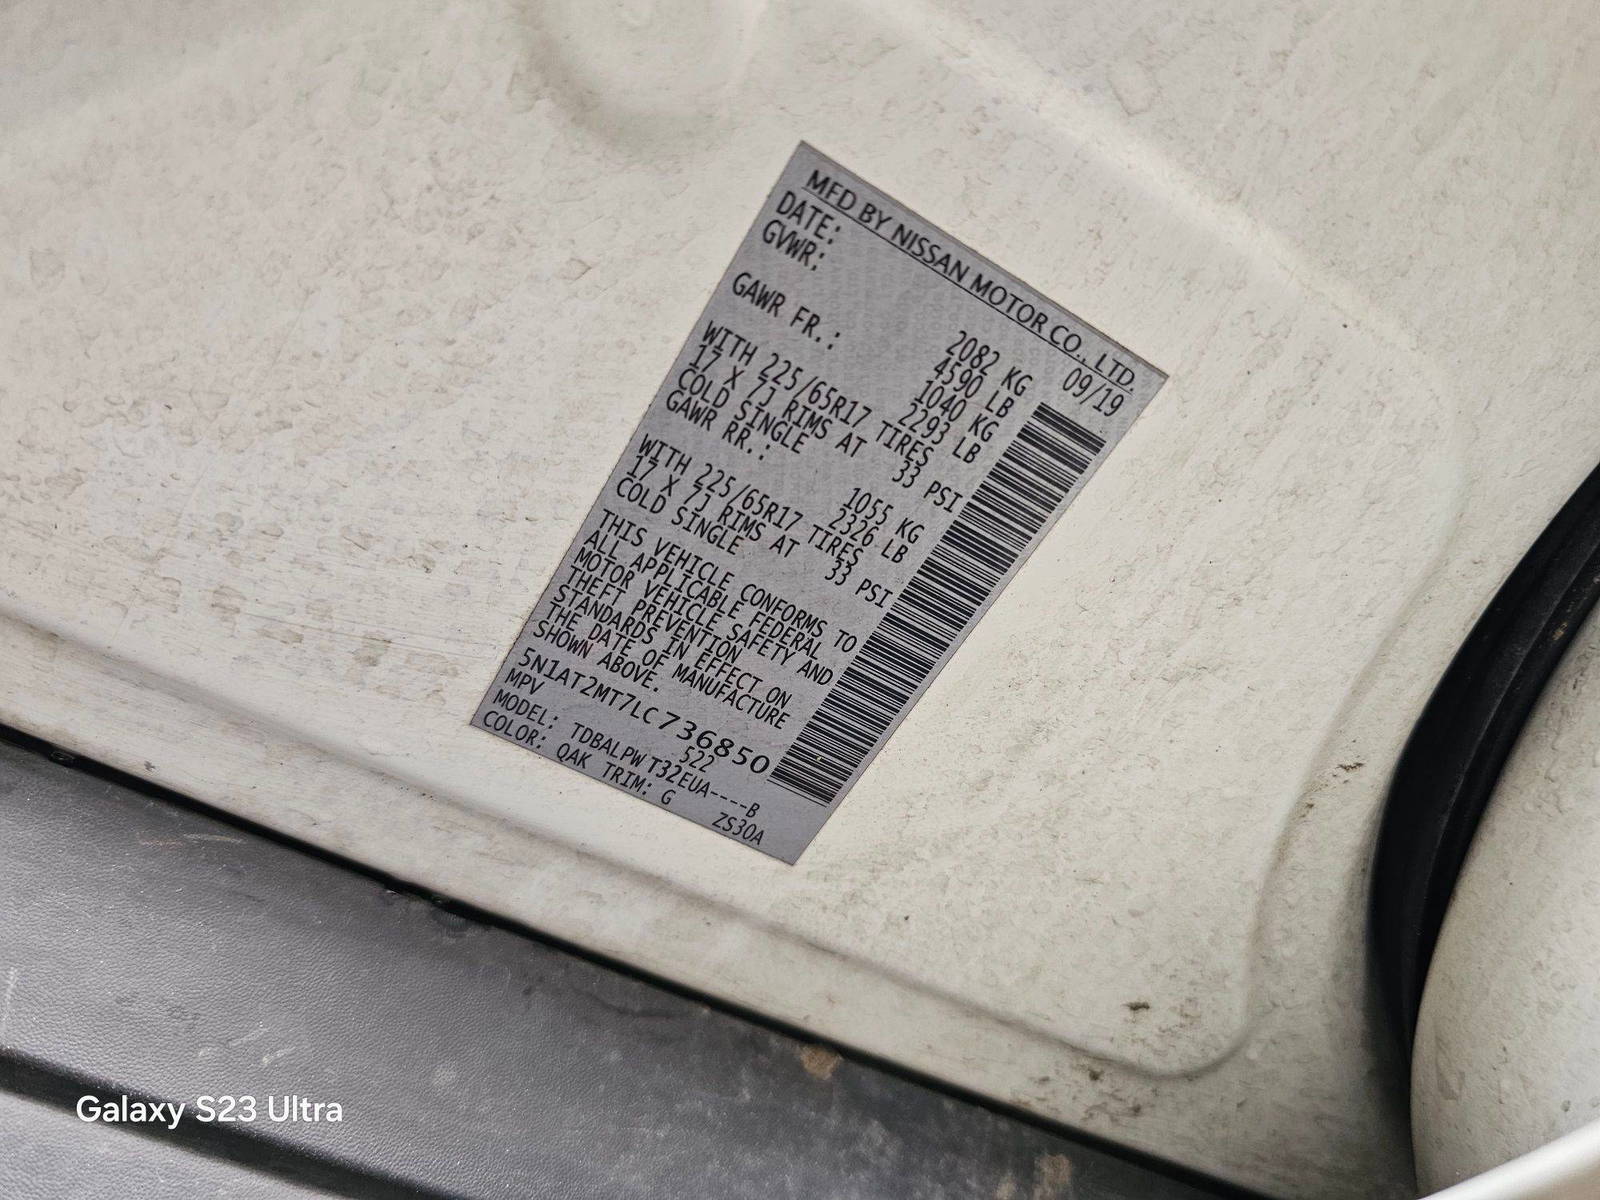 MFD BY NISSAN MOTOR CO., LTD.
DATE: 09/19
GVWR: 2082 KG
4590 LB
GAWR FR.: 1040 KG
2293 LB
WITH 225/65R17 TIRES
17 X 7J RIMS AT 33 PSI
COLD SINGLE
GAWR RR.: 1055 KG
2326 LB
WITH 225/65R17 TIRES
17 X 7J RIMS AT 33 PSI
COLD SINGLE
THIS VEHICLE CONFORMS TO
ALL APPLICABLE FEDERAL
MOTOR VEHICLE SAFETY AND
THEFT PREVENTION
STANDARDS IN EFFECT ON
THE DATE OF MANUFACTURE
SHOWN ABOVE.
5N1AT2MT7LC736850
MPV 522
MODEL: TDBALPWT32EUA----B
COLOR: QAK TRIM: G ZS30A
Galaxy S23 Ultra